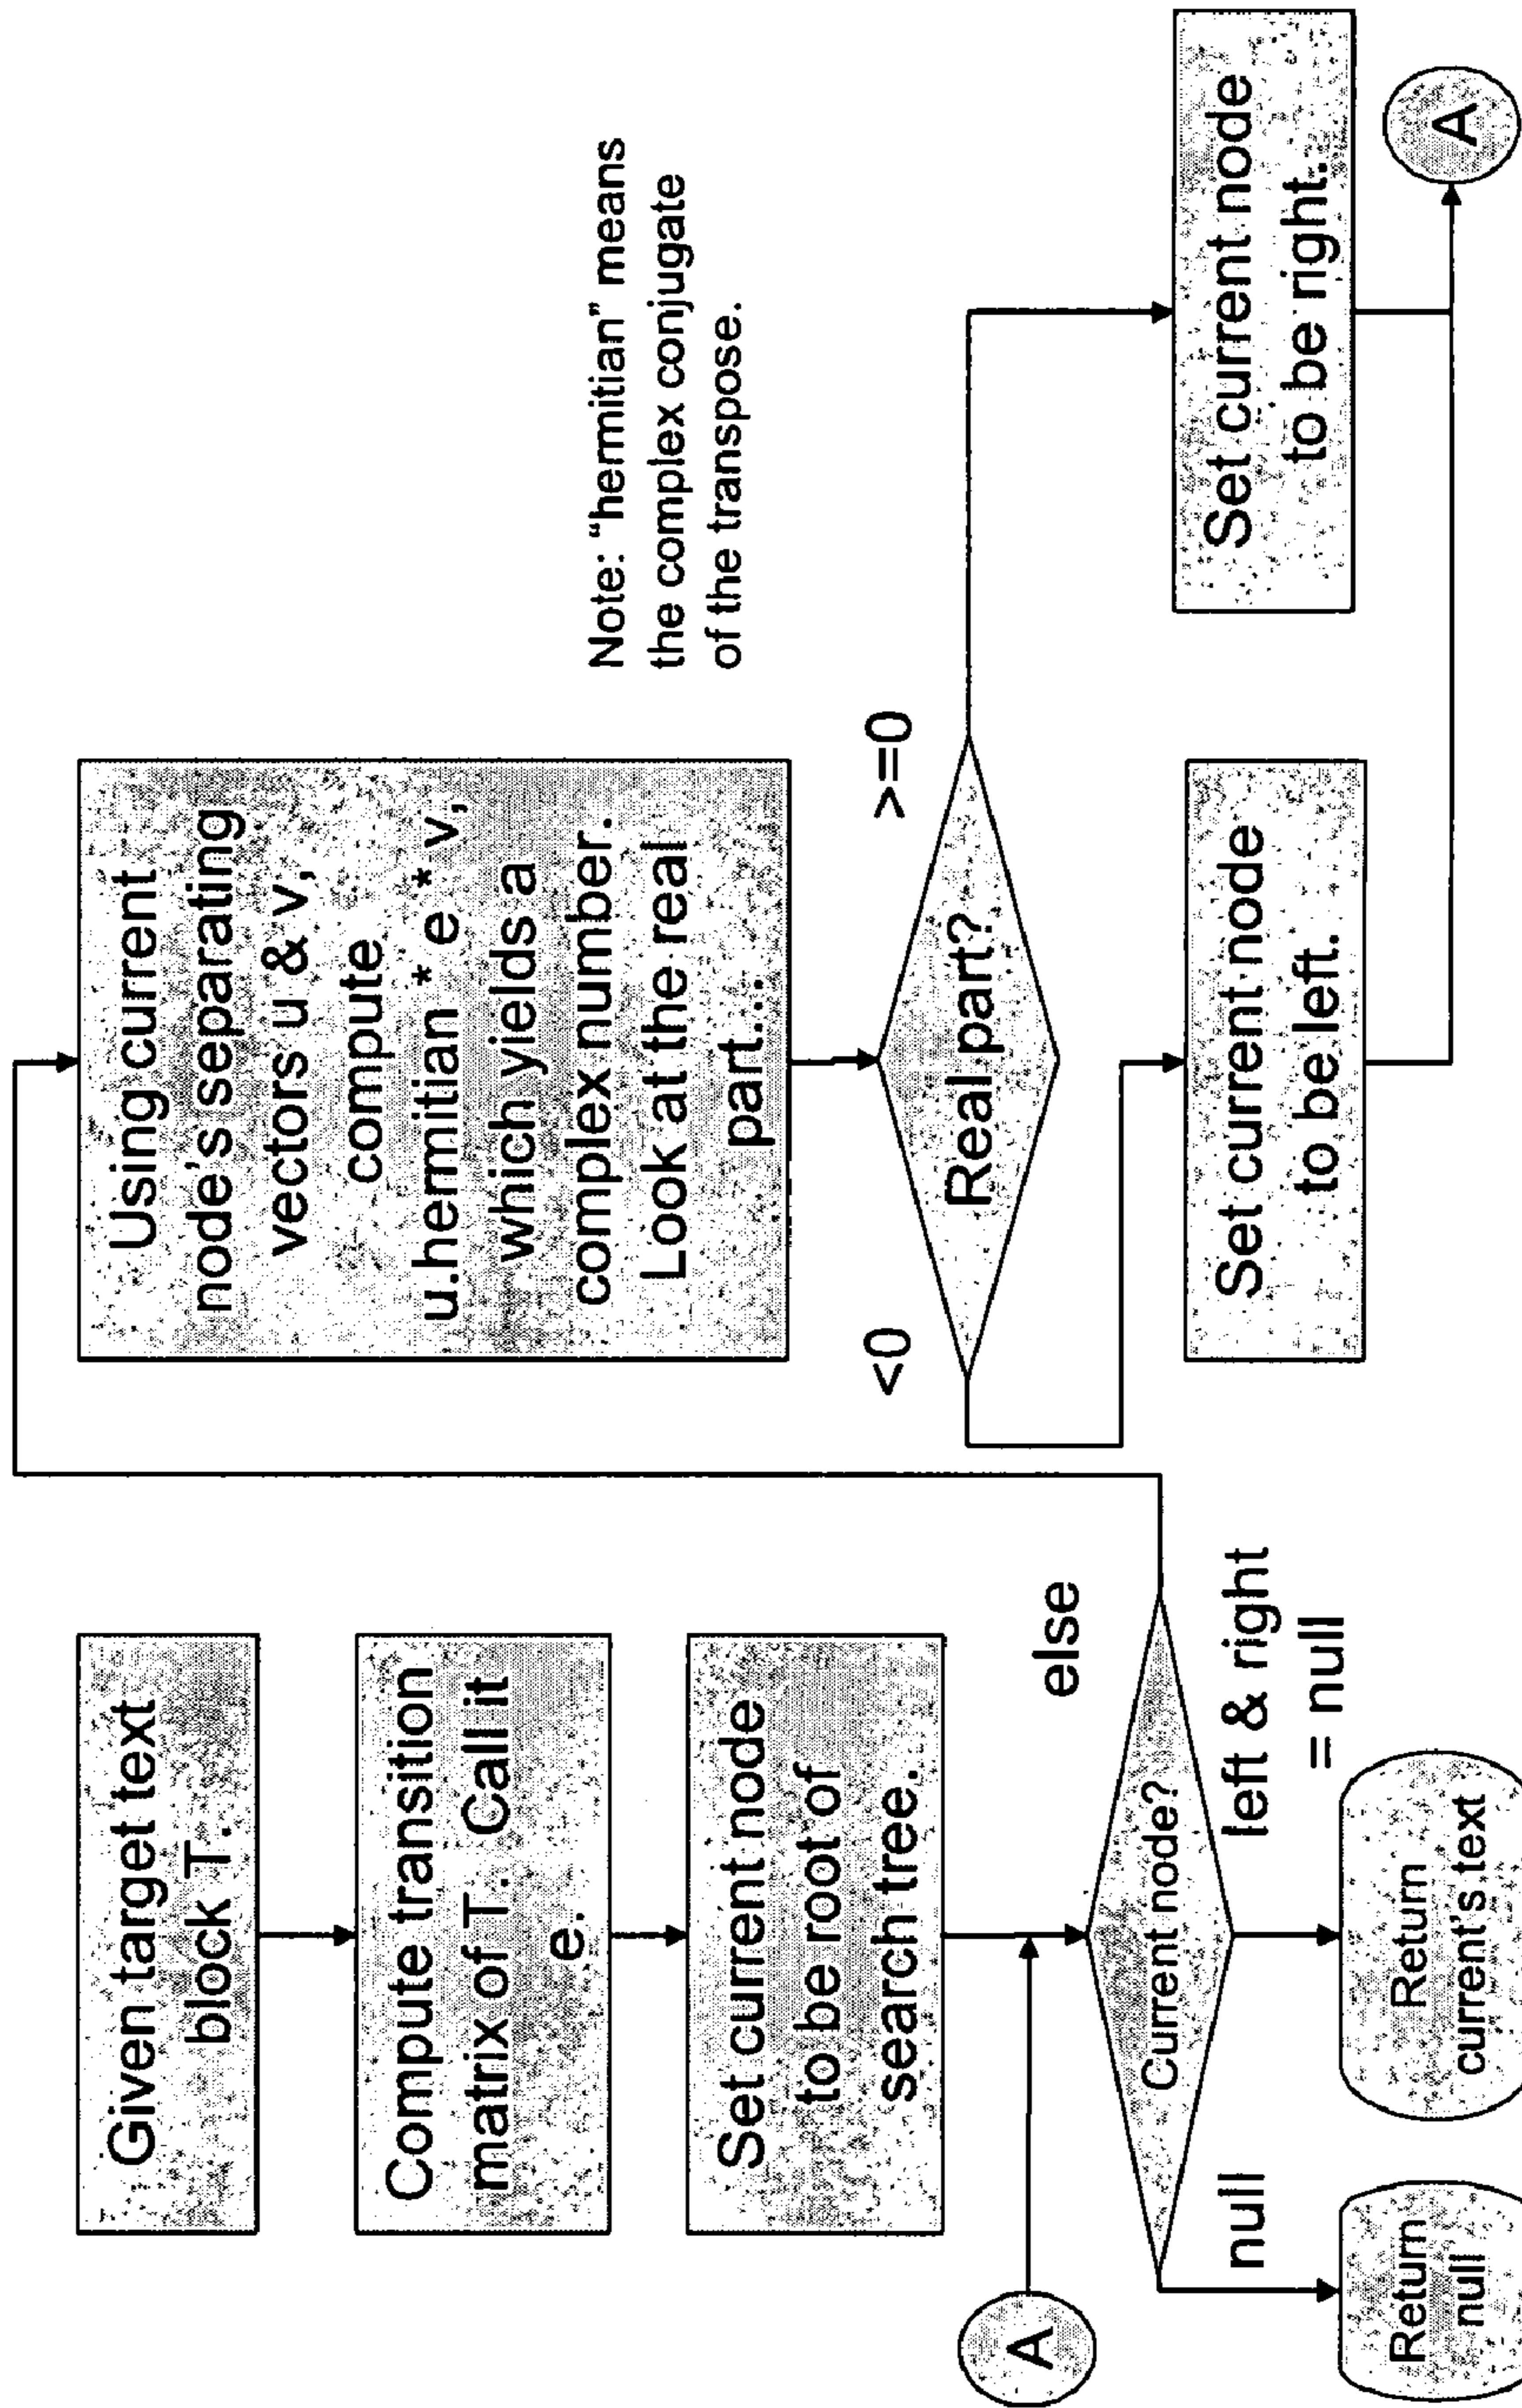 Given target text
block T.
Compute transition
matrix of T. Call it
e.
Set current node
to be root of
search tree.
A
Current node?
null
Return
null
left & right
= null
Return
current's text
else
Using current
node's separating
vectors u & v,
compute
u.hermitian * e * v,
which yields a
complex number.
Look at the real
part...
Note: “hermitian” means
the complex conjugate
of the transpose.
Real part?
<0
>=0
Set current node
to be left.
Set current node
to be right.
A